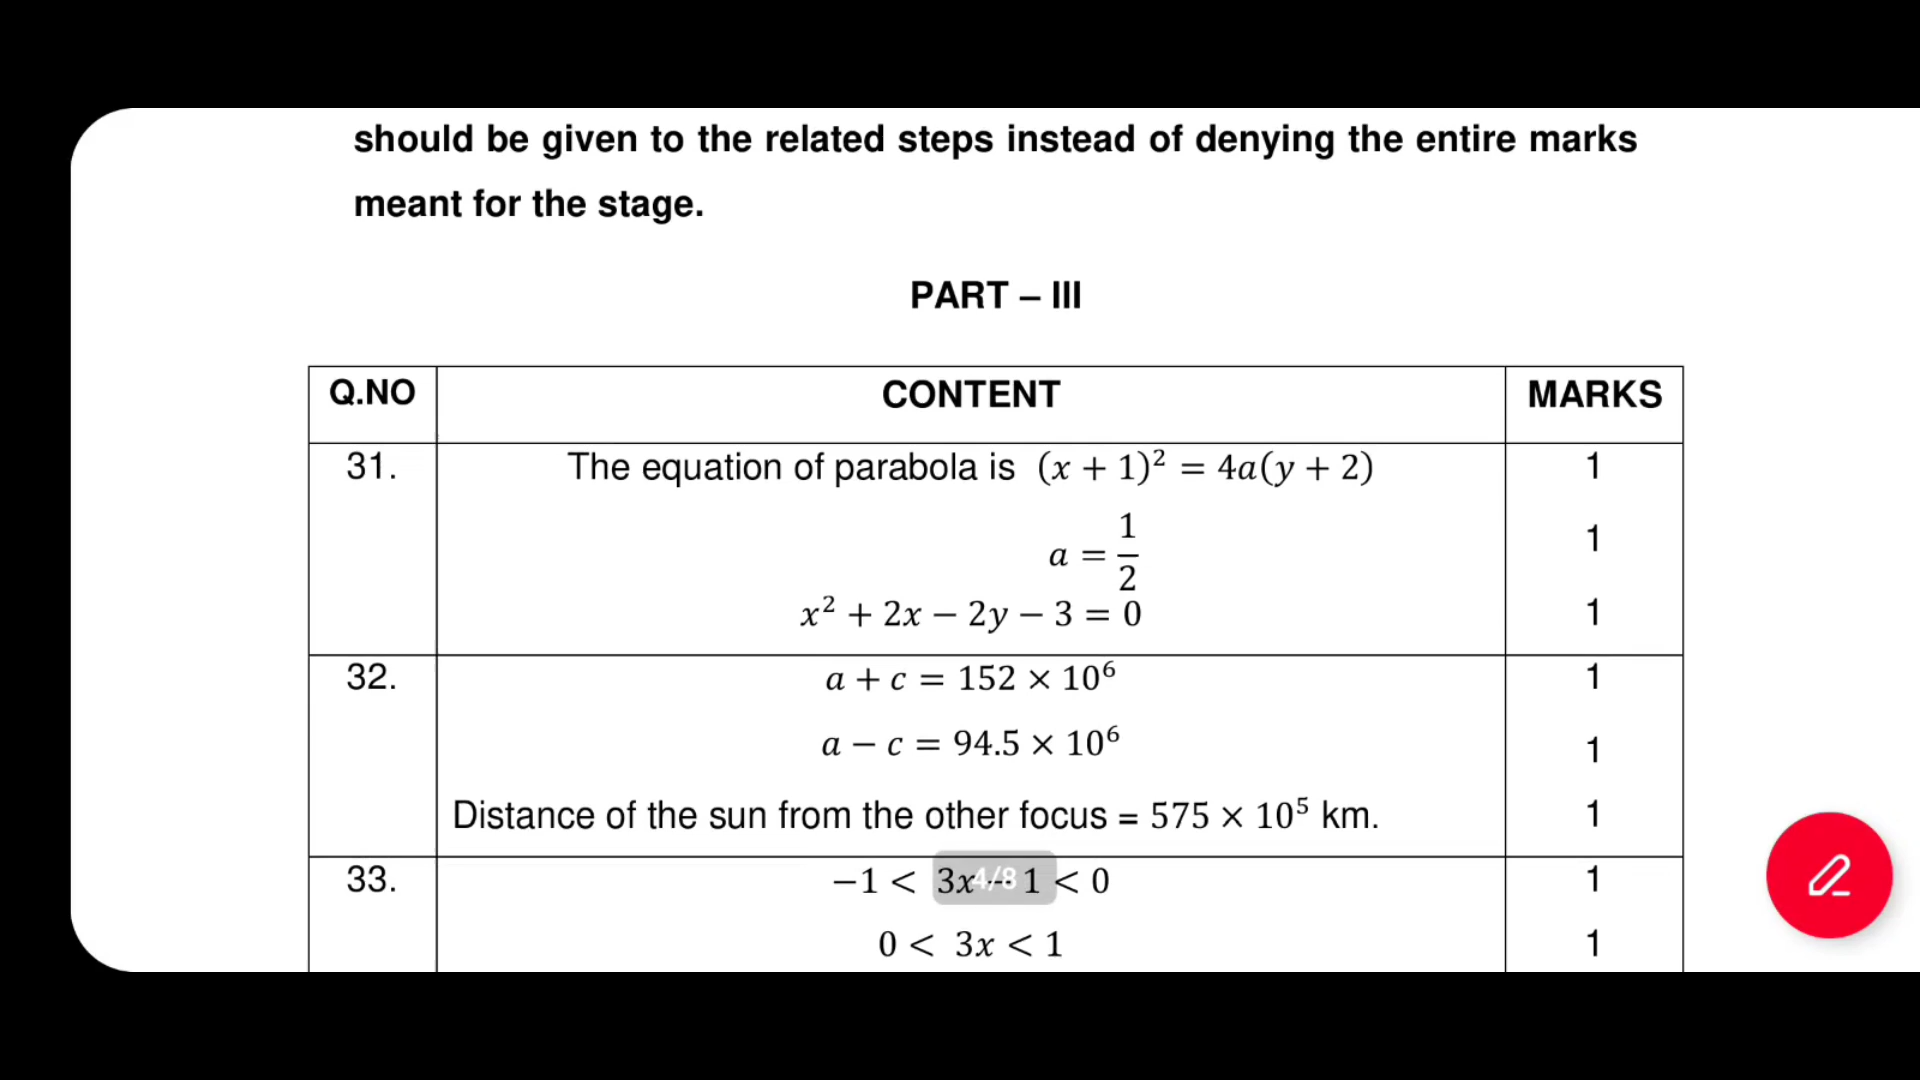 should be given to the related steps instead of denying the entire marks
meant for the stage.
PART – III
Q.NO CONTENT MARKS
31. The equation of parabola is (x + 1)² = 4a(y + 2) 1
a = 1/2 1
x² + 2x − 2y − 3 = 0 1
32. a + c = 152 × 10⁶ 1
a − c = 94.5 × 10⁶ 1
Distance of the sun from the other focus = 575 × 10⁵ km. 1
33. −1 < 3x − 1 < 0 1
4/8
0 < 3x < 1 1